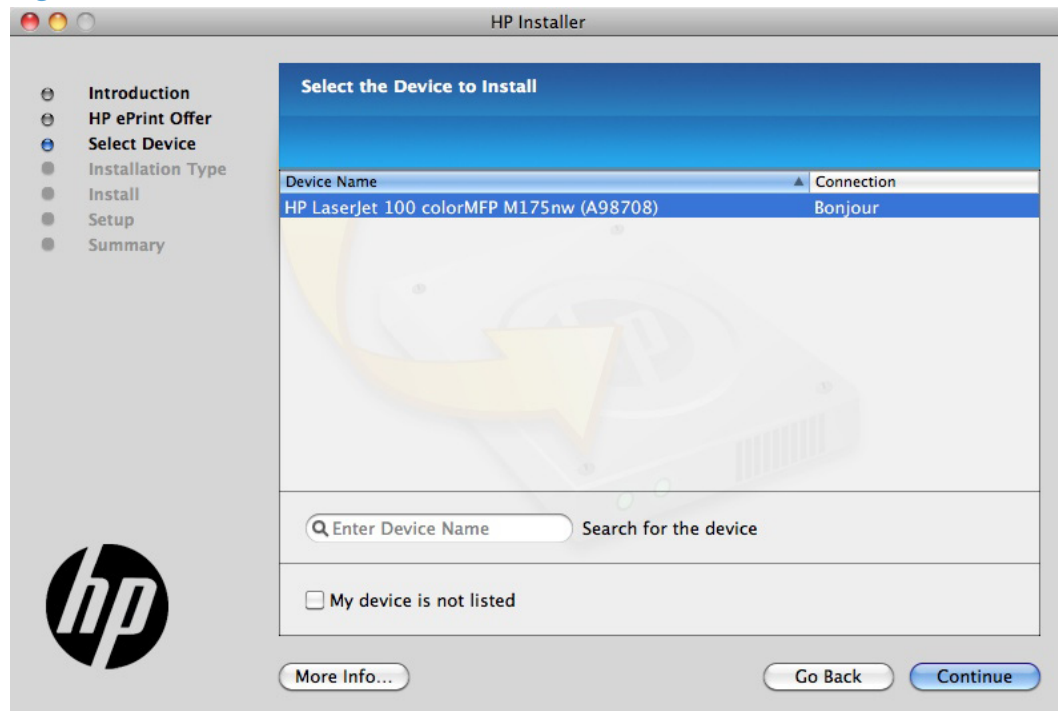 HP Installer
Introduction
HP ePrint Offer
Select Device
Installation Type
Install
Setup
Summary
Select the Device to Install
Device Name Connection
HP LaserJet 100 colorMFP M175nw (A98708) Bonjour
Enter Device Name Search for the device
My device is not listed
hp
More Info... Go Back Continue